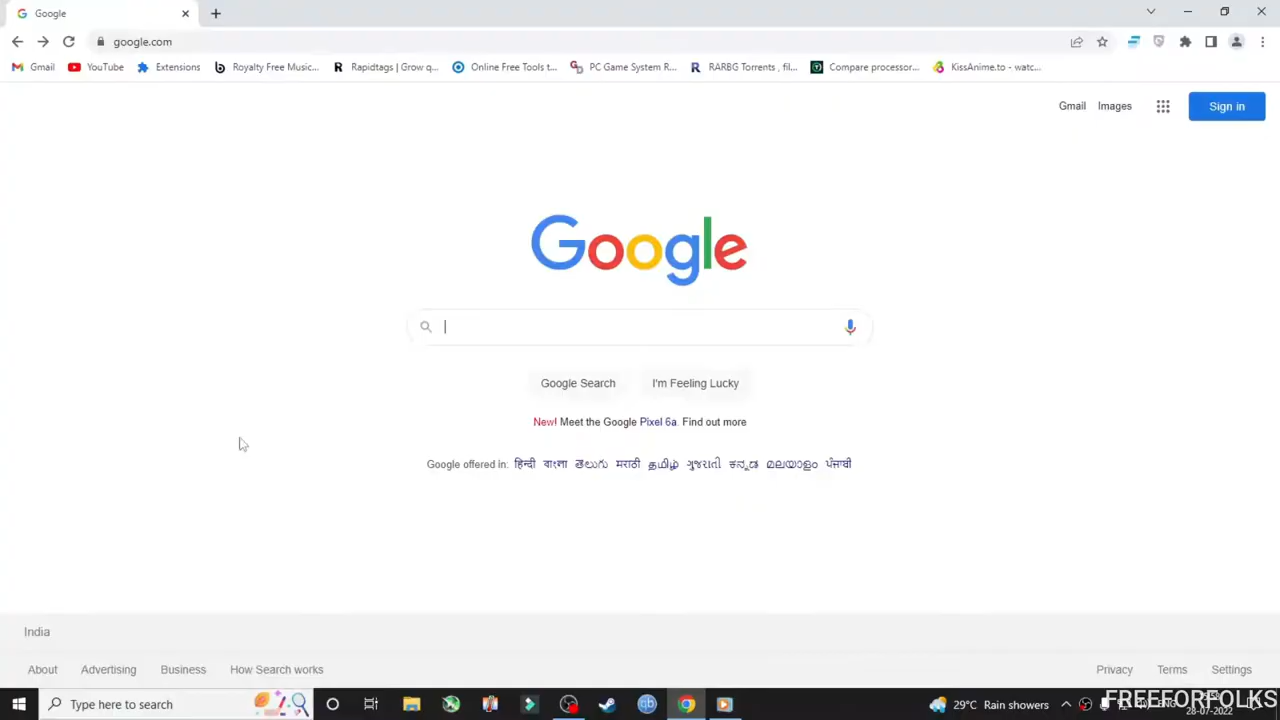 Google
google.com
Gmail YouTube Extensions Royalty Free Music... Rapidtags | Grow q... Online Free Tools t... PC Game System R... RARBG Torrents , fil... Compare processor... KissAnime.to - watc...
Gmail Images Sign in
Google
Google Search I'm Feeling Lucky
New! Meet the Google Pixel 6a. Find out more
Google offered in: हिन्दी বাংলা తెలుగు मराठी தமிழ் ગુજરાતી ಕನ್ನಡ മലയാളം ਪੰਜਾਬੀ
India
About Advertising Business How Search works Privacy Terms Settings
Type here to search 29°C Rain showers
FREEFORFOLKS
28-07-2022